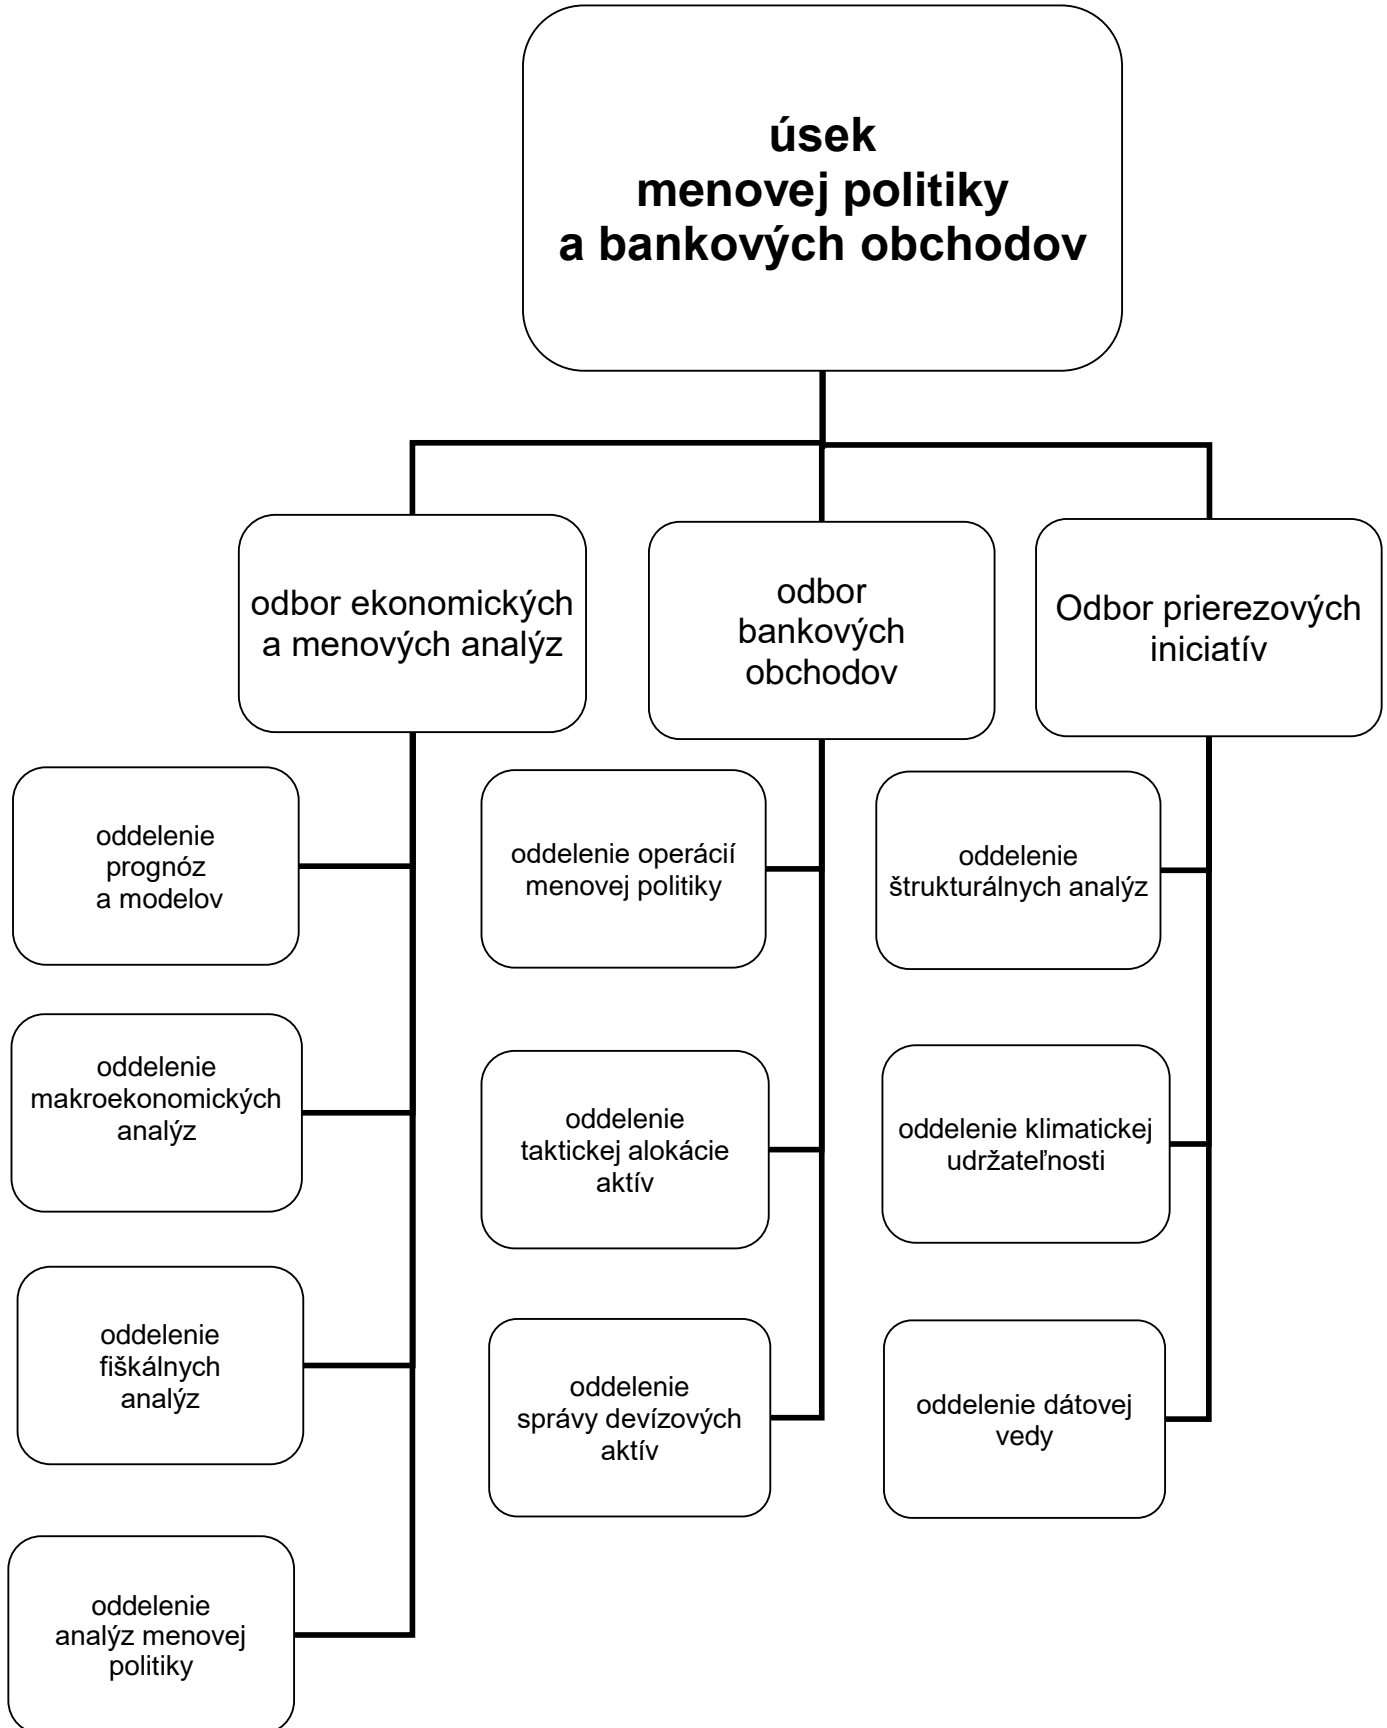 úsek
menovej politiky
a bankových obchodov
odbor ekonomických
a menových analýz
odbor
bankových
obchodov
Odbor prierezových
iniciatív
oddelenie
prognóz
a modelov
oddelenie operácií
menovej politiky
oddelenie
štrukturálnych analýz
oddelenie
makroekonomických
analýz
oddelenie
taktickej alokácie
aktív
oddelenie klimatickej
udržateľnosti
oddelenie
fiškálnych
analýz
oddelenie
správy devízových
aktív
oddelenie dátovej
vedy
oddelenie
analýz menovej
politiky